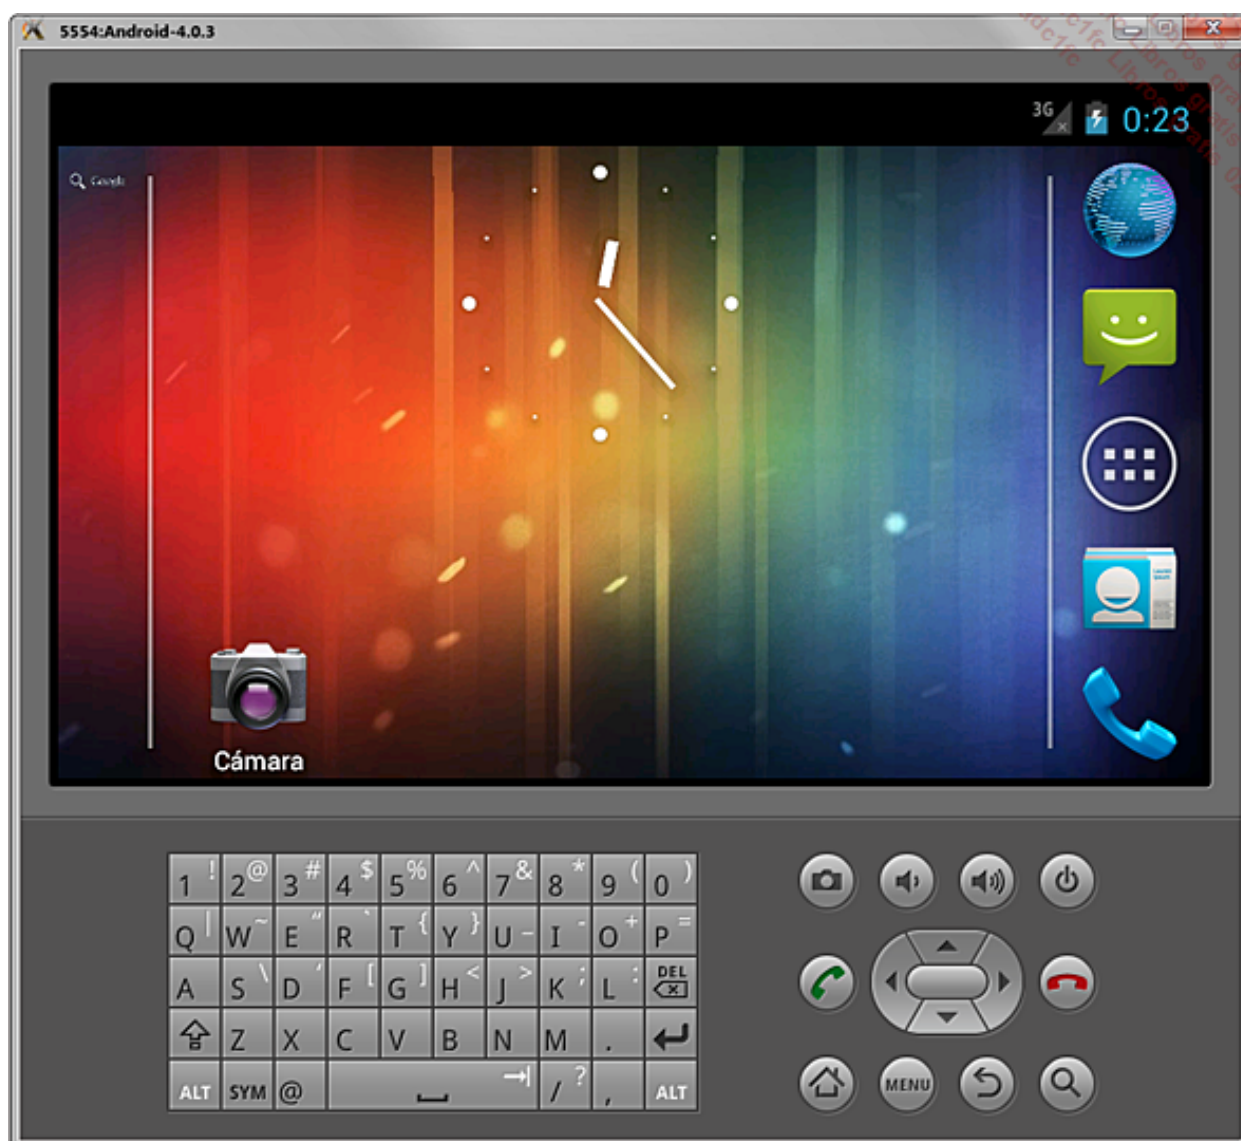 5554:Android-4.0.3
3G 0:23
Google
Cámara
1 ! 2 @ 3 # 4 $ 5 % 6 ^ 7 & 8 * 9 ( 0 )
Q | W ~ E " R ` T { Y } U _ I - O + P =
A S \ D ' F [ G ] H < J > K ; L : DEL
Z X C V B N M .
ALT SYM @ / ? , ALT
MENU